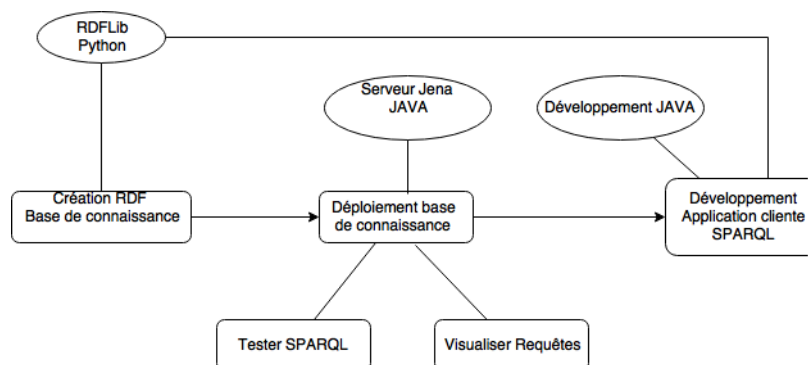 RDFLib
Python
Serveur Jena
JAVA
Développement JAVA
Création RDF
Base de connaissance
Déploiement base
de connaissance
Développement
Application cliente
SPARQL
Tester SPARQL
Visualiser Requêtes